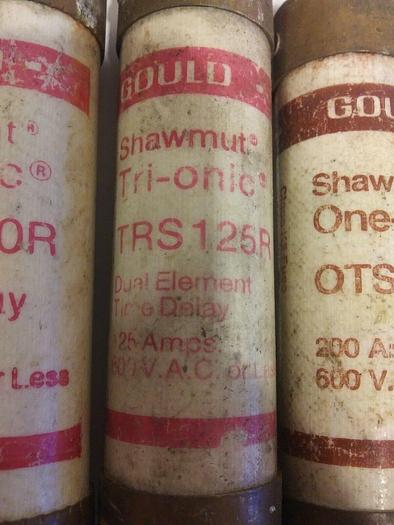 t®
c®
0R
ay
r Less
GOULD
Shawmut®
Tri-onic®
TRS125R
Dual Element
Time Delay
125 Amps.
600 V.A.C. or Les
GOU
Shaw
One-
OTS
200 A
600 V.